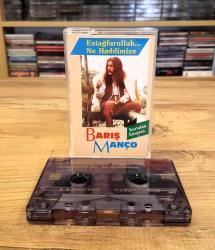 Estağfurullah...
Ne Haddimize
BARIŞ
MANÇO